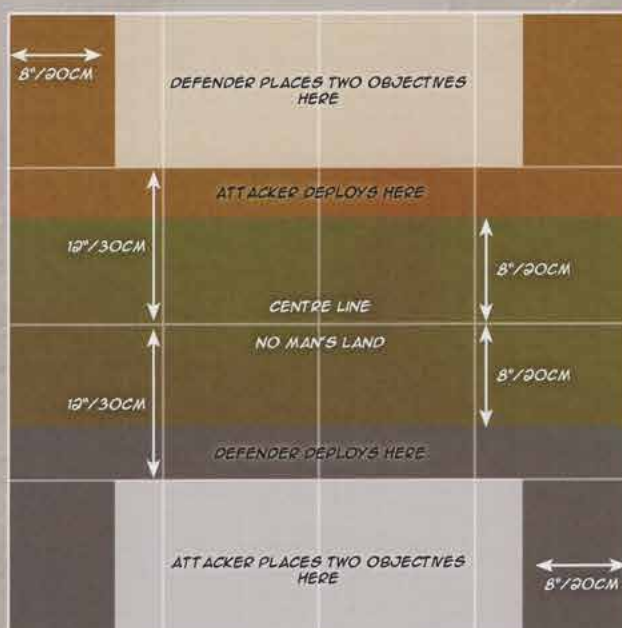 8"/20CM
DEFENDER PLACES TWO OBJECTIVES
HERE
ATTACKER DEPLOYS HERE
12"/30CM
8"/20CM
CENTRE LINE
NO MAN'S LAND
8"/20CM
12"/30CM
DEFENDER DEPLOYS HERE
ATTACKER PLACES TWO OBJECTIVES
HERE
8"/20CM